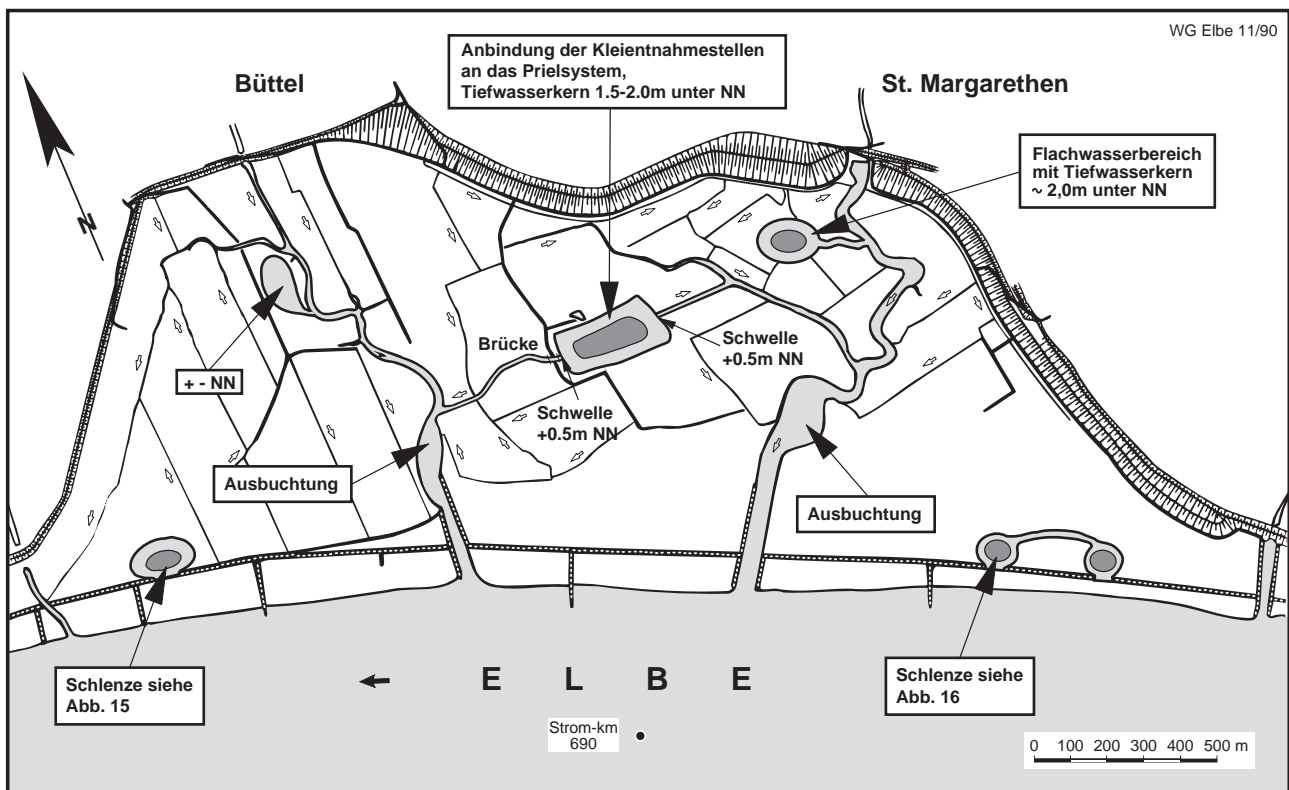 WG Elbe 11/90
Anbindung der Kleientnahmestellen
an das Prielsystem,
Tiefwasserkern 1.5-2.0m unter NN
Büttel
St. Margarethen
Flachwasserbereich
mit Tiefwasserkern
~ 2,0m unter NN
N
Brücke
Schwelle
+0.5m NN
+ - NN
Schwelle
+0.5m NN
Ausbuchtung
Ausbuchtung
Schlenze siehe
Abb. 15
E L B E
Schlenze siehe
Abb. 16
Strom-km
690
0 100 200 300 400 500 m